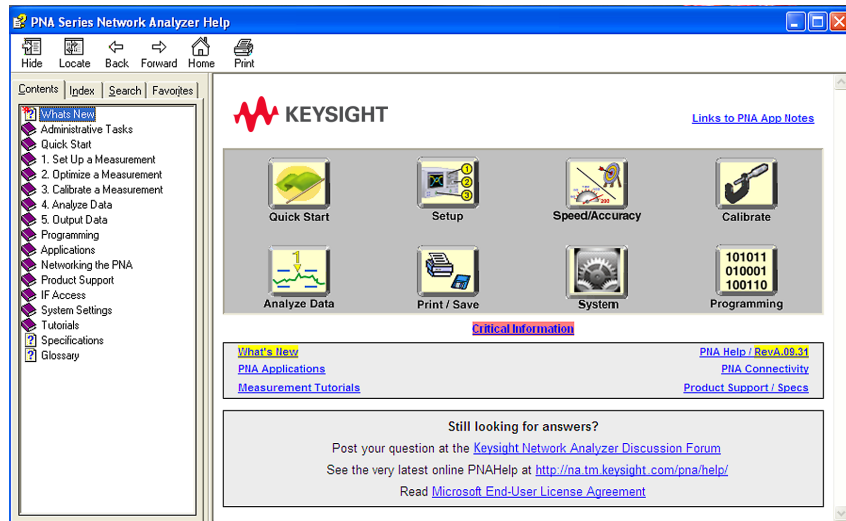 PNA Series Network Analyzer Help
Hide Locate Back Forward Home Print
Contents Index Search Favorites
Whats New
Administrative Tasks
Quick Start
1. Set Up a Measurement
2. Optimize a Measurement
3. Calibrate a Measurement
4. Analyze Data
5. Output Data
Programming
Applications
Networking the PNA
Product Support
IF Access
System Settings
Tutorials
Specifications
Glossary
KEYSIGHT
Links to PNA App Notes
1
2
3
Quick Start Setup Speed/Accuracy Calibrate
1
101011
010001
100110
Analyze Data Print / Save System Programming
Critical Information
What's New PNA Help / RevA.09.31
PNA Applications PNA Connectivity
Measurement Tutorials Product Support / Specs
Still looking for answers?
Post your question at the Keysight Network Analyzer Discussion Forum
See the very latest online PNAHelp at http://na.tm.keysight.com/pna/help/
Read Microsoft End-User License Agreement